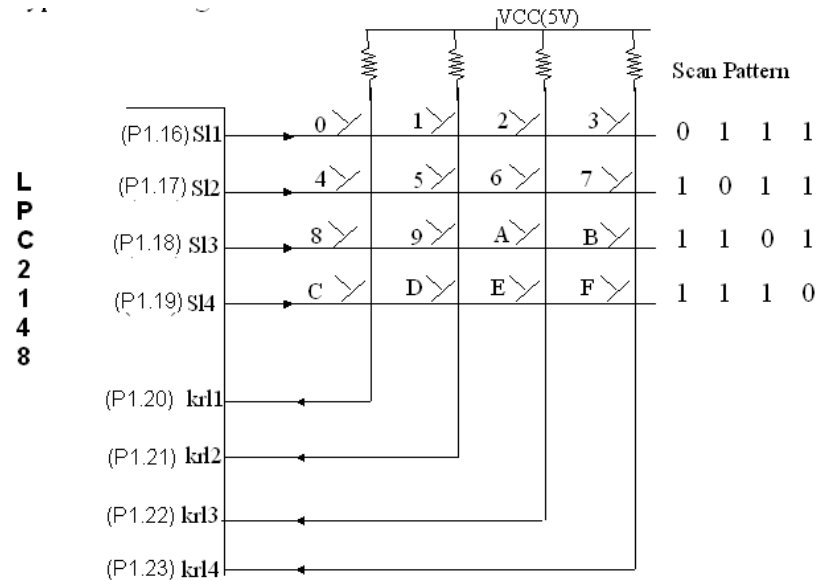 VCC(5V)
Scan Pattern
(P1.16) Sl1 0 1 2 3 0 1 1 1
(P1.17) Sl2 4 5 6 7 1 0 1 1
(P1.18) Sl3 8 9 A B 1 1 0 1
(P1.19) Sl4 C D E F 1 1 1 0
L
P
C
2
1
4
8
(P1.20) krl1
(P1.21) krl2
(P1.22) krl3
(P1.23) krl4